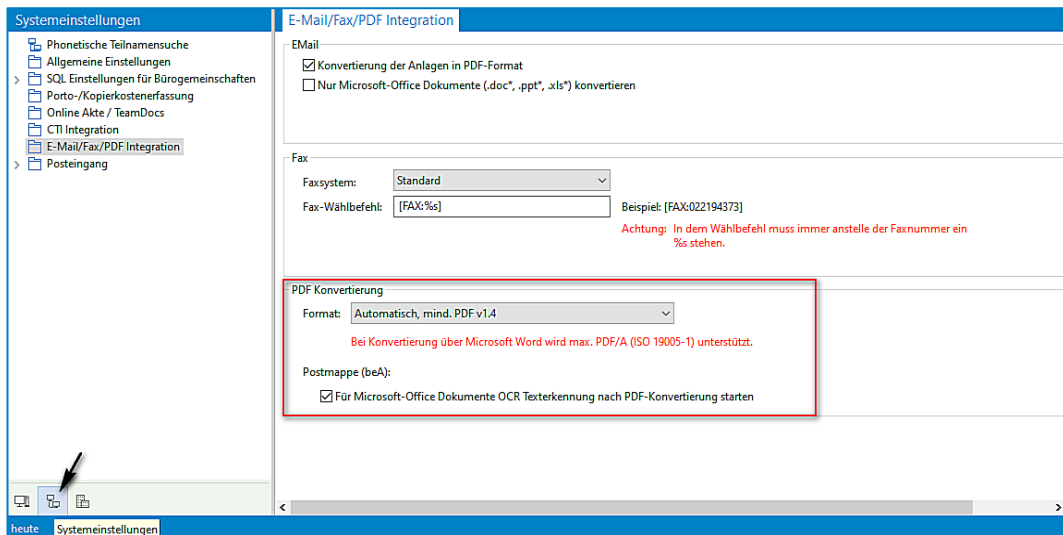 Systemeinstellungen
Phonetische Teilnamensuche
Allgemeine Einstellungen
SQL Einstellungen für Bürogemeinschaften
Porto-/Kopierkostenerfassung
Online Akte / TeamDocs
CTI Integration
E-Mail/Fax/PDF Integration
Posteingang
E-Mail/Fax/PDF Integration
EMail
Konvertierung der Anlagen in PDF-Format
Nur Microsoft-Office Dokumente (.doc*, .ppt*, .xls*) konvertieren
Fax
Faxsystem: Standard
Fax-Wählbefehl: [FAX:%s] Beispiel: [FAX:022194373]
Achtung: In dem Wählbefehl muss immer anstelle der Faxnummer ein
%s stehen.
PDF Konvertierung
Format: Automatisch, mind. PDF v1.4
Bei Konvertierung über Microsoft Word wird max. PDF/A (ISO 19005-1) unterstützt.
Postmappe (beA):
Für Microsoft-Office Dokumente OCR Texterkennung nach PDF-Konvertierung starten
heute Systemeinstellungen